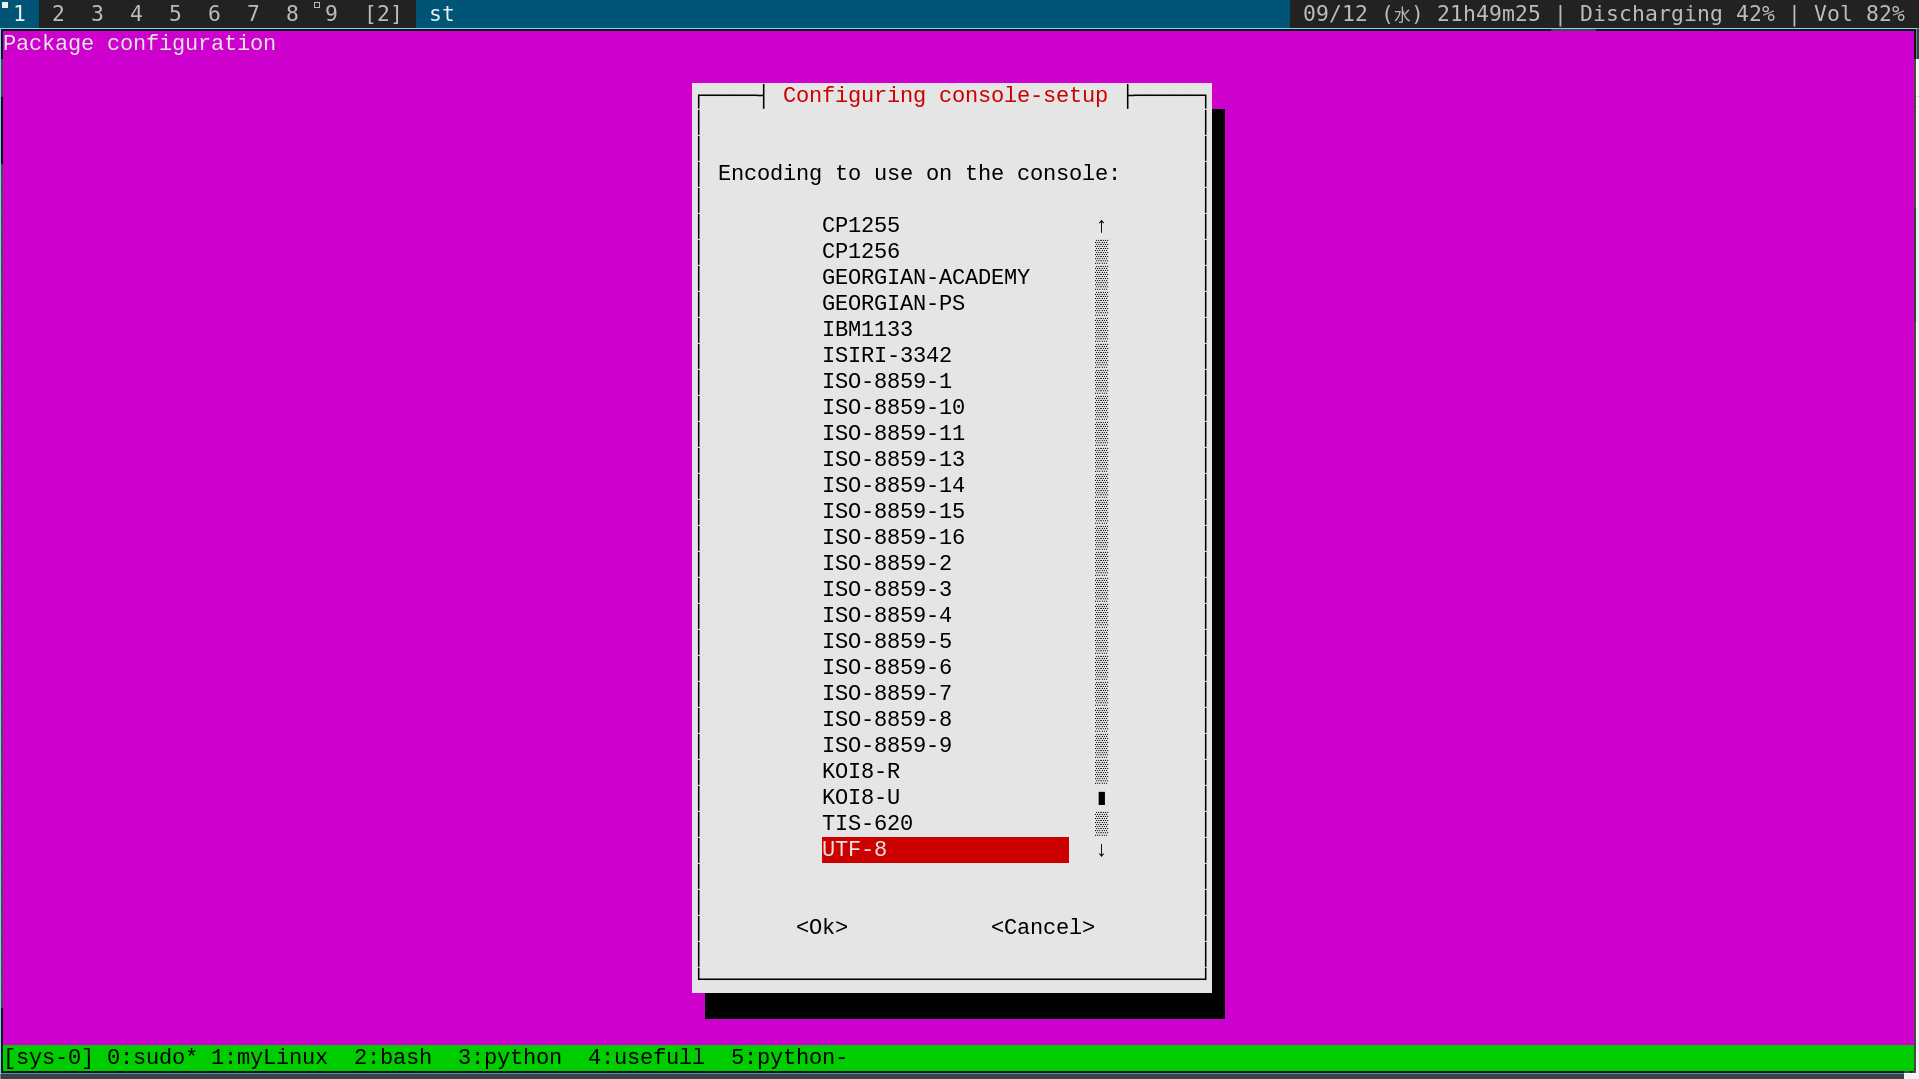 1 2 3 4 5 6 7 8 9 [2] st 09/12 (水) 21h49m25 | Discharging 42% | Vol 82%
Package configuration
Configuring console-setup
Encoding to use on the console:
CP1255 ↑
CP1256
GEORGIAN-ACADEMY
GEORGIAN-PS
IBM1133
ISIRI-3342
ISO-8859-1
ISO-8859-10
ISO-8859-11
ISO-8859-13
ISO-8859-14
ISO-8859-15
ISO-8859-16
ISO-8859-2
ISO-8859-3
ISO-8859-4
ISO-8859-5
ISO-8859-6
ISO-8859-7
ISO-8859-8
ISO-8859-9
KOI8-R
KOI8-U
TIS-620
UTF-8 ↓
<Ok> <Cancel>
[sys-0] 0:sudo* 1:myLinux 2:bash 3:python 4:usefull 5:python-